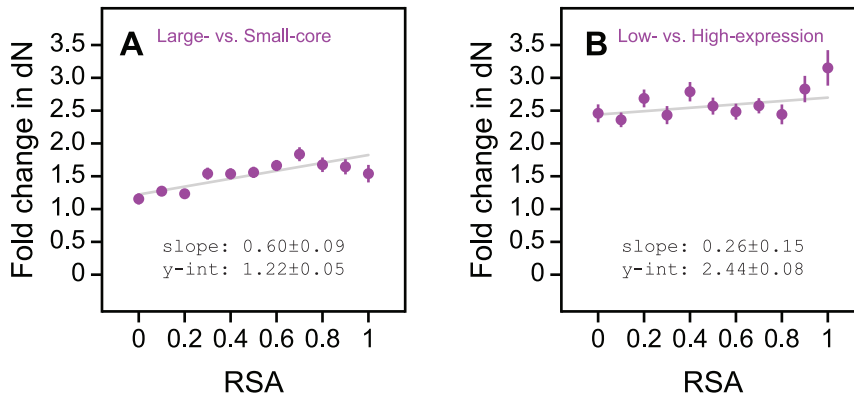 A Large- vs. Small-core
Fold change in dN
3.5
3.0
2.5
2.0
1.5
1.0
0.5
0
slope: 0.60±0.09
y-int: 1.22±0.05
0 0.2 0.4 0.6 0.8 1
RSA
B Low- vs. High-expression
Fold change in dN
3.5
3.0
2.5
2.0
1.5
1.0
0.5
0
slope: 0.26±0.15
y-int: 2.44±0.08
0 0.2 0.4 0.6 0.8 1
RSA